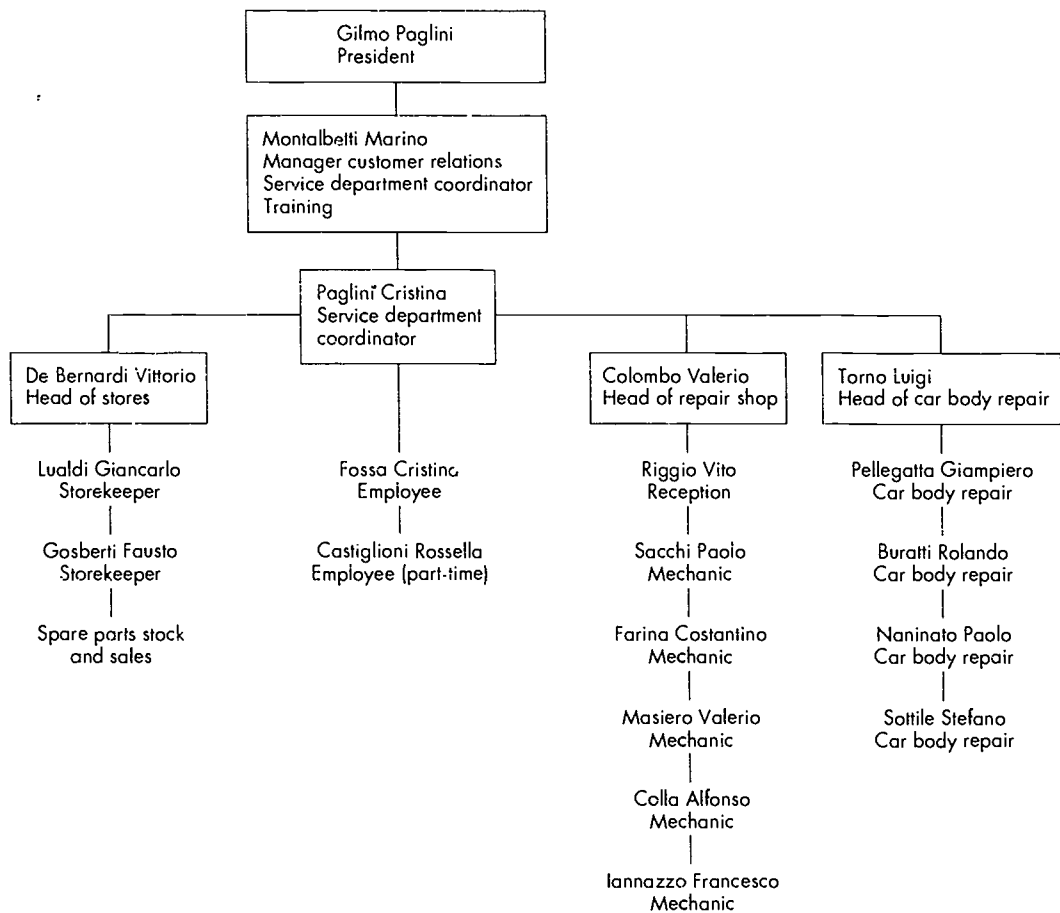 Gilmo Paglini
President
Montalbetti Marino
Manager customer relations
Service department coordinator
Training
Paglini Cristina
Service department
coordinator
De Bernardi Vittorio
Head of stores
Lualdi Giancarlo
Storekeeper
Gosberti Fausto
Storekeeper
Spare parts stock
and sales
Fossa Cristina
Employee
Castiglioni Rossella
Employee (part-time)
Colombo Valerio
Head of repair shop
Riggio Vito
Reception
Sacchi Paolo
Mechanic
Farina Costantino
Mechanic
Masiero Valerio
Mechanic
Colla Alfonso
Mechanic
Iannazzo Francesco
Mechanic
Torno Luigi
Head of car body repair
Pellegatta Giampiero
Car body repair
Buratti Rolando
Car body repair
Naninato Paolo
Car body repair
Sottile Stefano
Car body repair